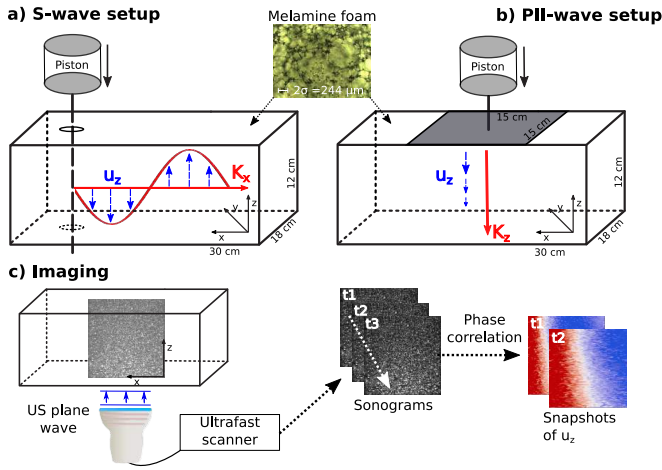 a) S-wave setup
Melamine foam
b) PII-wave setup
Piston
⊢ 2σ =244 μm
Piston
15 cm
15 cm
u_z
K_x
12 cm
z
y
x
30 cm
18 cm
u_z
K_z
12 cm
z
y
x
30 cm
18 cm
c) Imaging
z
x
US plane
wave
Ultrafast
scanner
t1
t2
t3
Sonograms
Phase
correlation
t1
t2
Snapshots
of u_z